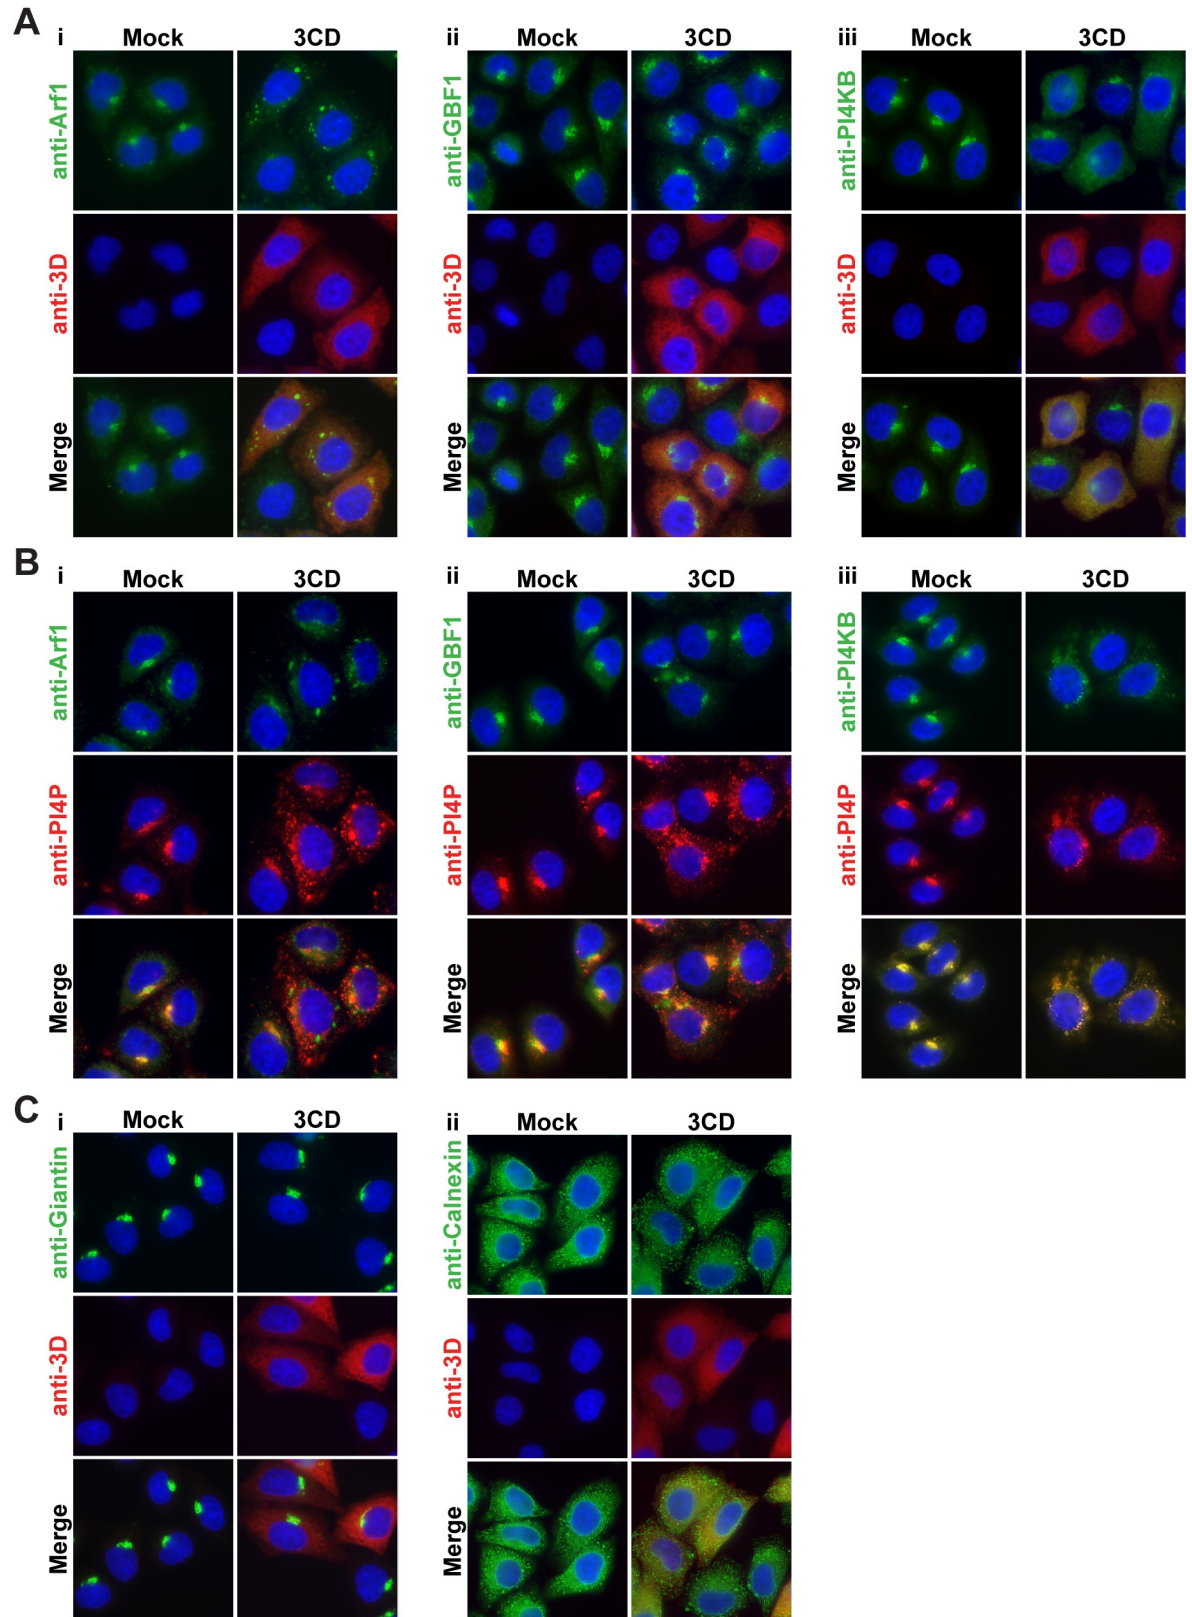 A
i Mock 3CD ii Mock 3CD iii Mock 3CD
anti-Arf1 anti-GBF1 anti-PI4KB
anti-3D anti-3D anti-3D
Merge Merge Merge
B
i Mock 3CD ii Mock 3CD iii Mock 3CD
anti-Arf1 anti-GBF1 anti-PI4KB
anti-PI4P anti-PI4P anti-PI4P
Merge Merge Merge
C
i Mock 3CD ii Mock 3CD
anti-Giantin anti-Calnexin
anti-3D anti-3D
Merge Merge